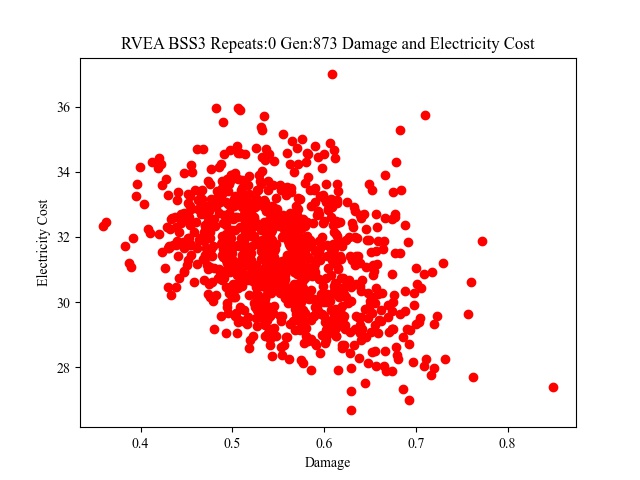 RVEA BSS3 Repeats:0 Gen:873 Damage and Electricity Cost
36
34
32
30
28
Electricity Cost
0.4 0.5 0.6 0.7 0.8
Damage